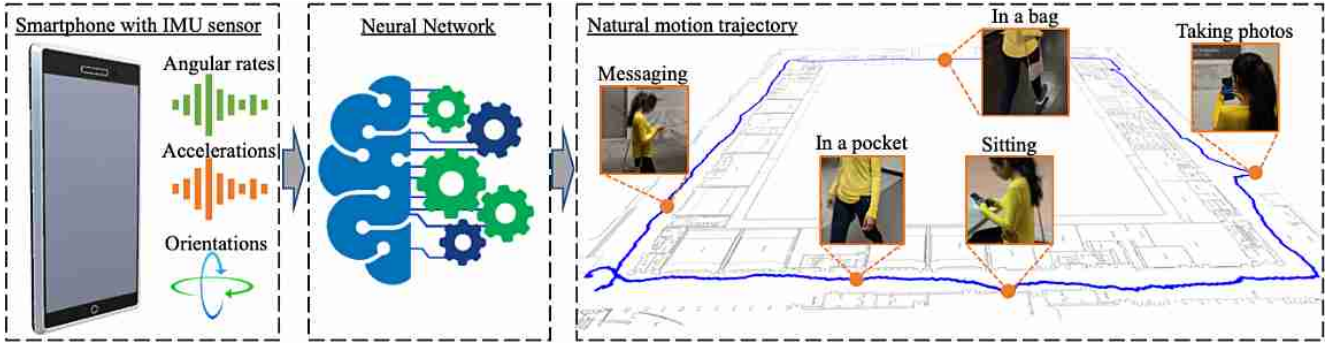 Smartphone with IMU sensor
Angular rates
Accelerations
Orientations
Neural Network
Natural motion trajectory
Messaging
In a bag
Taking photos
In a pocket
Sitting